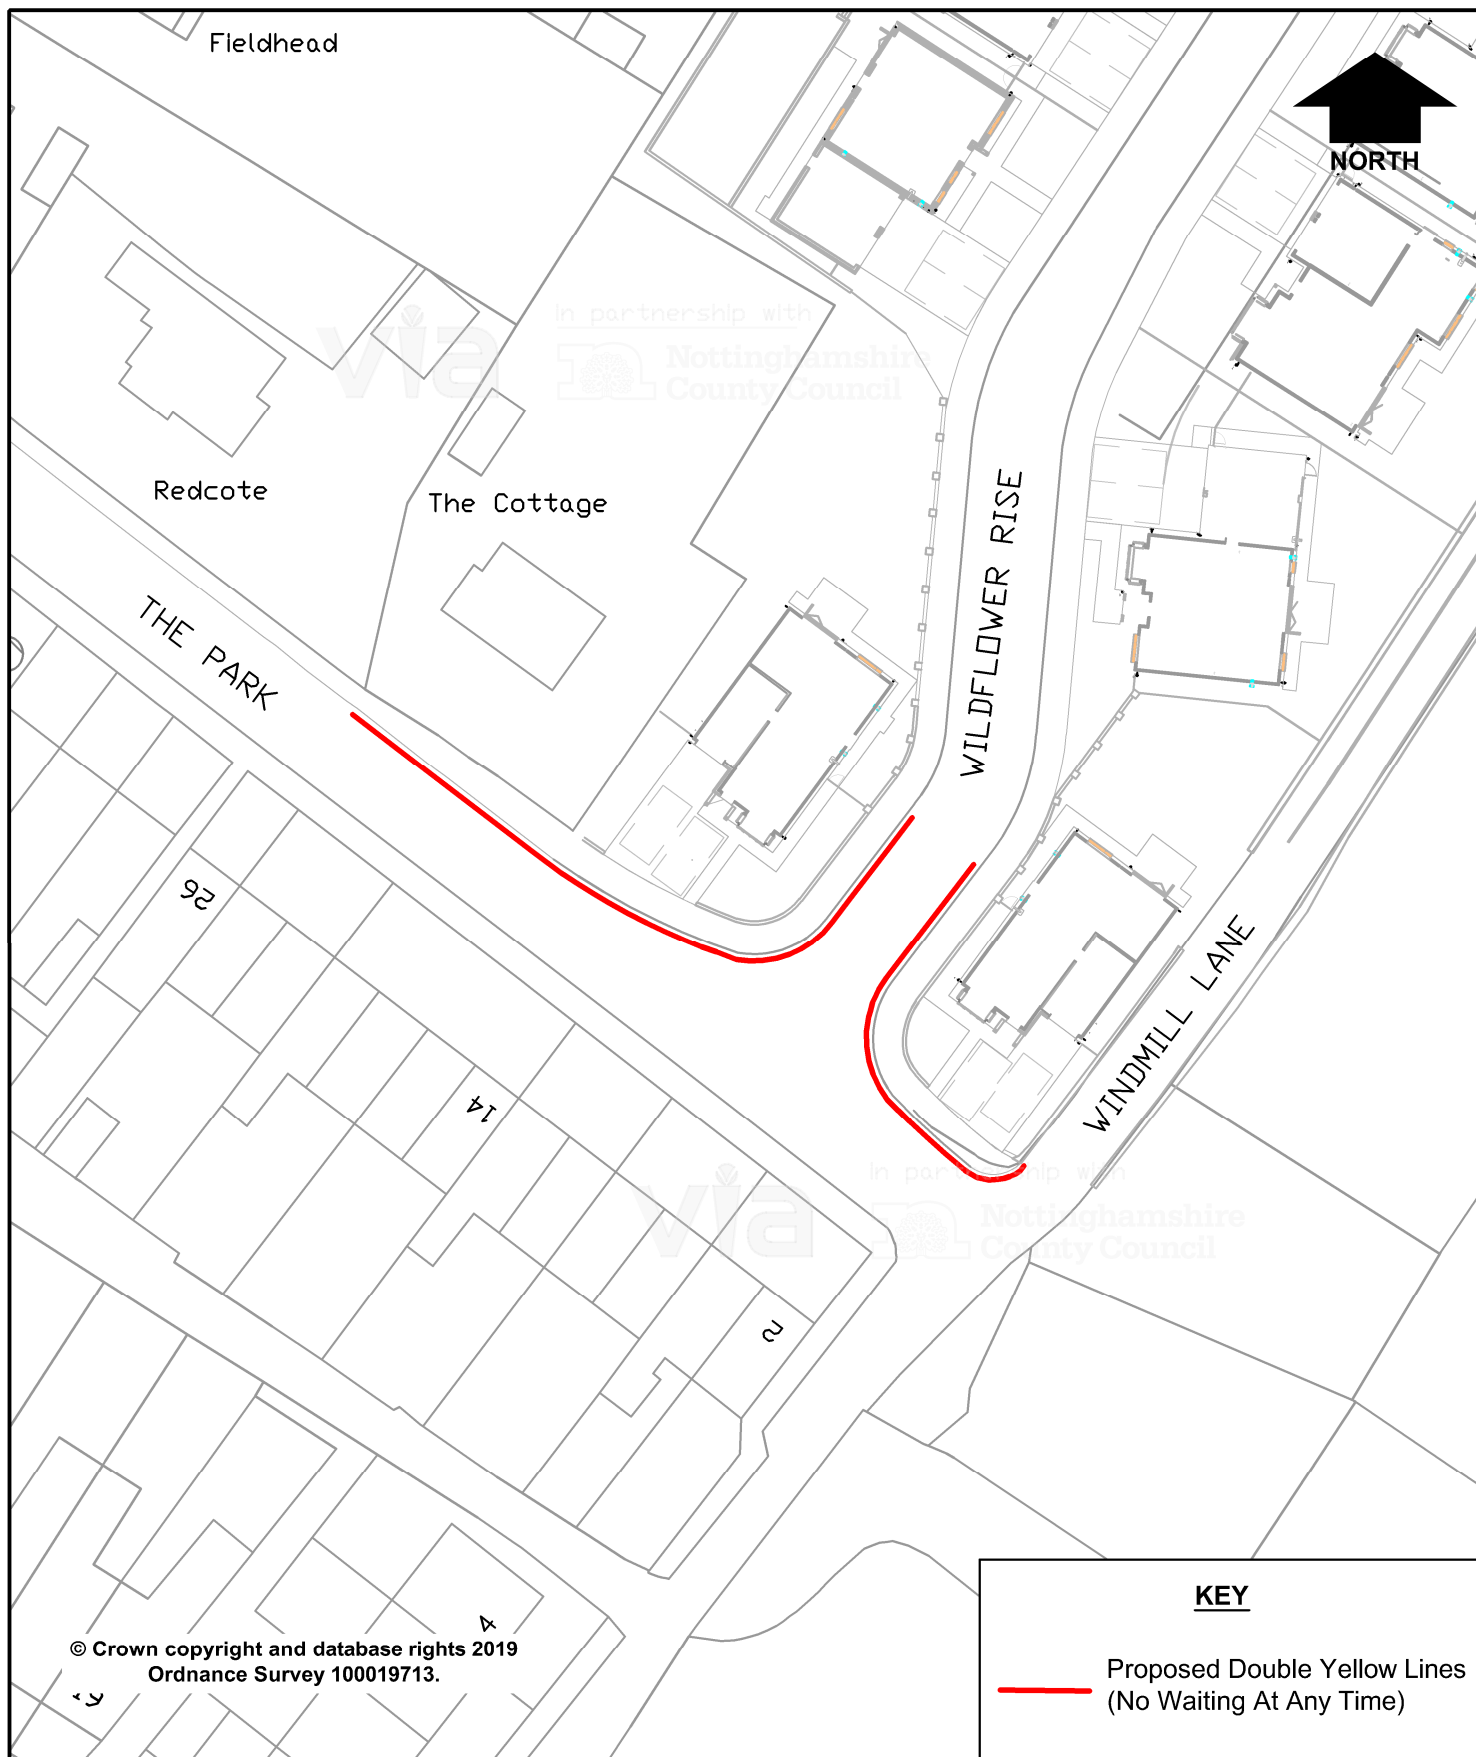 Fieldhead
NORTH
in partnership with
via
Nottinghamshire
County Council
Redcote
The Cottage
WILDFLOWER RISE
THE PARK
26
14
WINDMILL LANE
in partnership with
via
Nottinghamshire
County Council
2
4
KEY
© Crown copyright and database rights 2019
Ordnance Survey 100019713.
Proposed Double Yellow Lines
(No Waiting At Any Time)